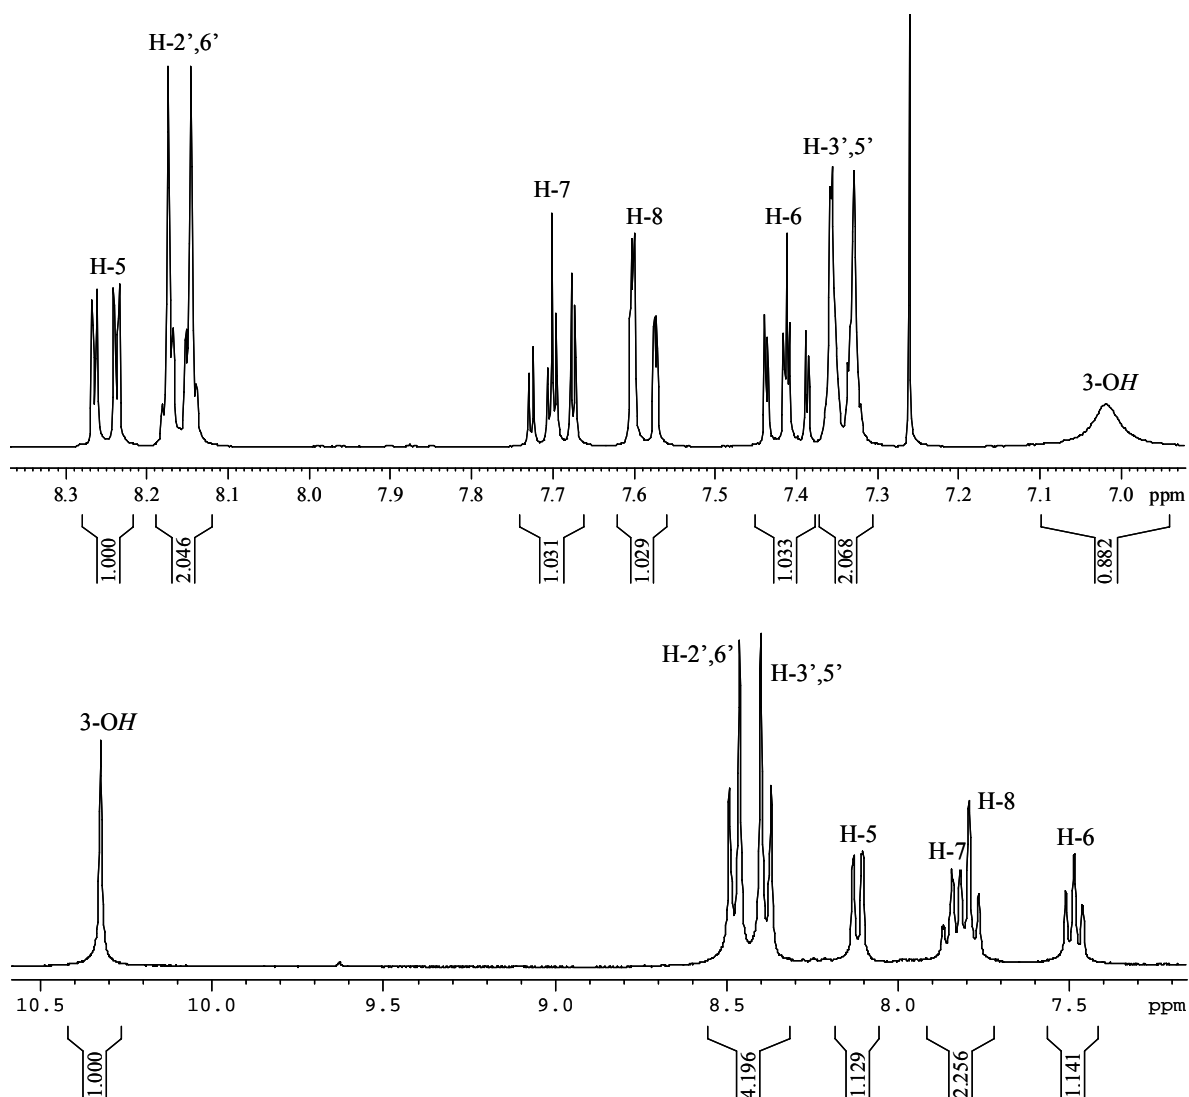 H-2’,6’
H-5
H-7
H-8
H-6
H-3’,5’
3-OH
8.3 8.2 8.1 8.0 7.9 7.8 7.7 7.6 7.5 7.4 7.3 7.2 7.1 7.0 ppm
1.000 2.046 1.031 1.029 1.033 2.068 0.882
H-2’,6’
H-3’,5’
3-OH
H-5
H-7
H-8
H-6
10.5 10.0 9.5 9.0 8.5 8.0 7.5 ppm
1.000 4.196 1.129 2.256 1.141